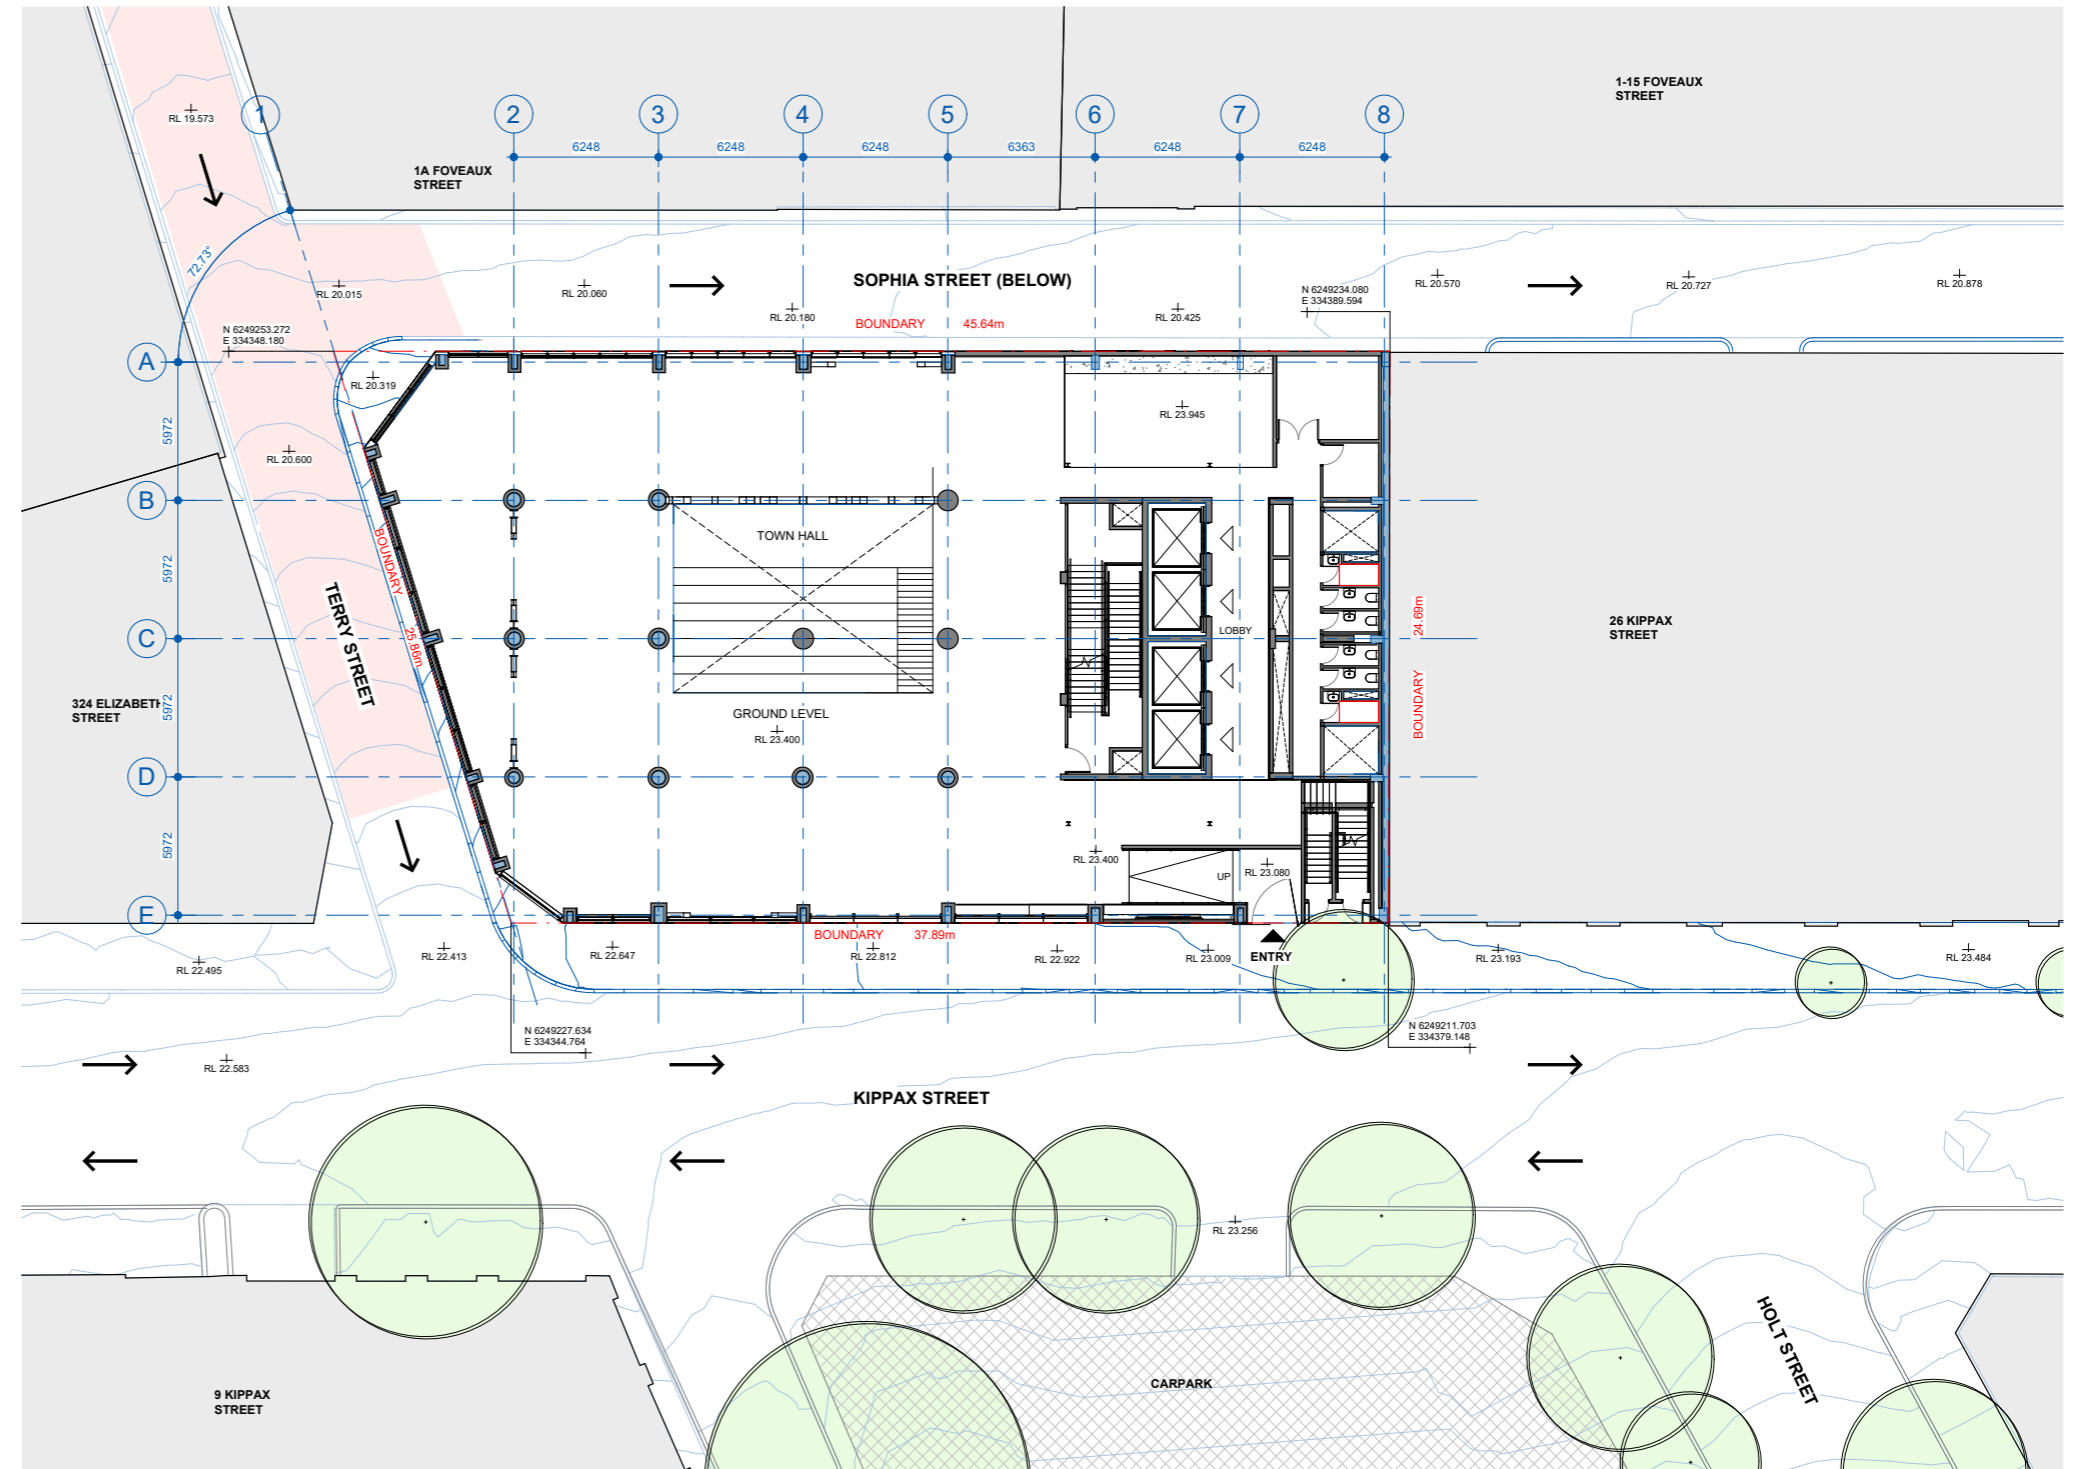 1-15 FOVEAUX
STREET
RL 19.573
1
2
3
4
5
6
7
8
6248
6248
6248
6363
6248
6248
1A FOVEAUX
STREET
72.73°
RL 20.015
RL 20.060
SOPHIA STREET (BELOW)
RL 20.180
BOUNDARY 45.64m
RL 20.425
N 6249234.080
E 334389.594
RL 20.570
RL 20.727
RL 20.878
N 6249253.272
E 334348.180
A
RL 20.319
RL 23.945
5972
RL 20.600
B
TOWN HALL
BOUNDARY
25.86m
5972
TERRY STREET
C
LOBBY
24.69m
BOUNDARY
26 KIPPAX
STREET
324 ELIZABETH
STREET
5972
GROUND LEVEL
RL 23.400
D
5972
RL 23.400
UP
RL 23.080
E
BOUNDARY 37.89m
RL 22.495
RL 22.413
RL 22.647
RL 22.812
RL 22.922
RL 23.009
ENTRY
RL 23.193
RL 23.484
N 6249227.634
E 334344.764
N 6249211.703
E 334379.148
RL 22.583
KIPPAX STREET
RL 23.256
HOLT STREET
CARPARK
9 KIPPAX
STREET